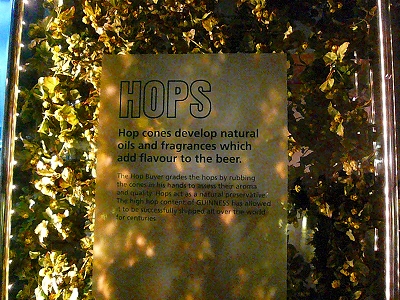 HOPS
Hop cones develop natural
oils and fragrances which
add flavour to the beer.
The Hop Buyer grades the hops by rubbing
the cones in his hands to assess their aroma
and quality. Hops act as a natural preservative.
The high hop content of GUINNESS has allowed
it to be successfully shipped all over the world
for centuries.